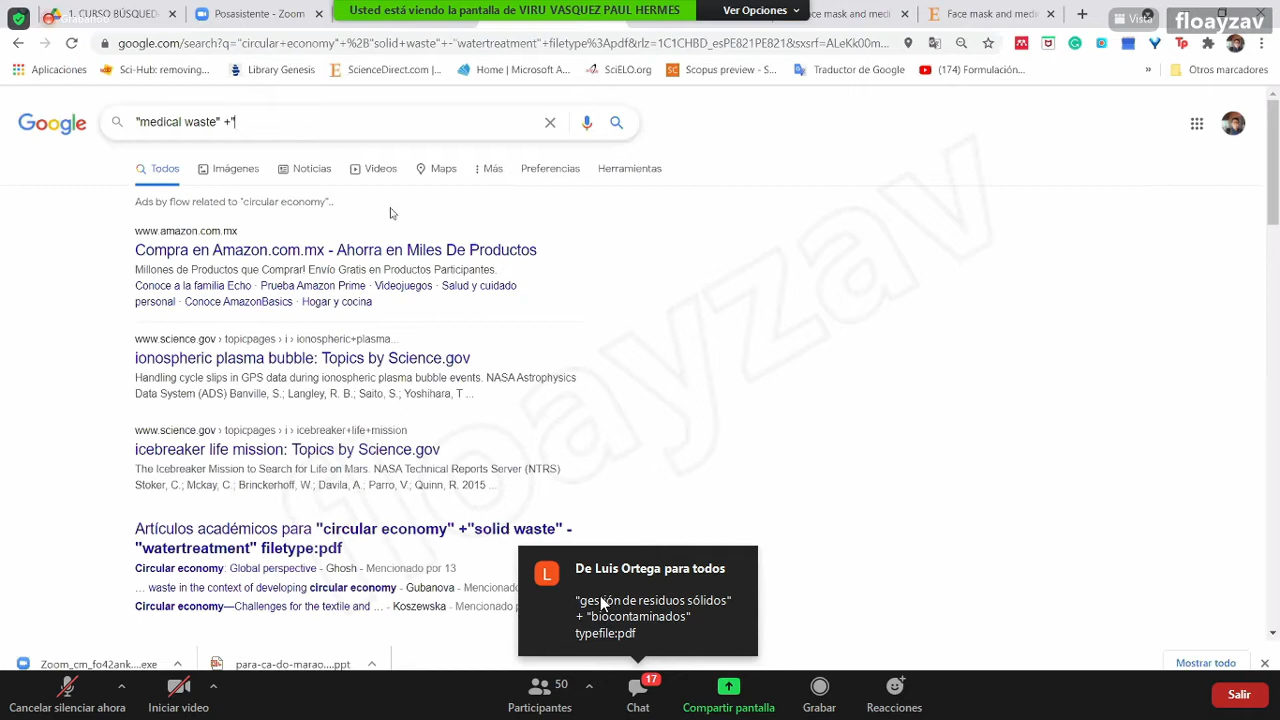 Grabando
1. CURSO BÚSQUED
Posasistente - Zoom
Usted está viendo la pantalla de VIRU VASQUEZ PAUL HERMES
Ver Opciones
ace mask and me
Face mask and medi
Vista
floayzav
google.com/search?q="circular+economy"+-%2B"solid+waste"+
+filetype%3Apdf&rlz=1C1CHBD_esPE821PE821&sxsrf=ALeKk00m...
Aplicaciones
Sci-Hub: removing...
Library Genesis
ScienceDirect.com |...
Home | Microsoft A...
SciELO.org
Scopus preview - S...
Traductor de Google
(174) Formulación...
»
Otros marcadores
Google
"medical waste" +"
Todos
Imágenes
Noticias
Videos
Maps
Más
Preferencias
Herramientas
Ads by flow related to "circular economy"..
www.amazon.com.mx
Compra en Amazon.com.mx - Ahorra en Miles De Productos
Millones de Productos que Comprar! Envío Gratis en Productos Participantes.
Conoce a la familia Echo · Prueba Amazon Prime · Videojuegos · Salud y cuidado
personal · Conoce AmazonBasics · Hogar y cocina
www.science.gov › topicpages › i › ionospheric+plasma...
ionospheric plasma bubble: Topics by Science.gov
Handling cycle slips in GPS data during ionospheric plasma bubble events. NASA Astrophysics
Data System (ADS) Banville, S.; Langley, R. B.; Saito, S.; Yoshihara, T ...
www.science.gov › topicpages › i › icebreaker+life+mission
icebreaker life mission: Topics by Science.gov
The Icebreaker Mission to Search for Life on Mars. NASA Technical Reports Server (NTRS)
Stoker, C.; Mckay, C.; Brinckerhoff, W.; Davila, A.; Parro, V.; Quinn, R. 2015 ...
Artículos académicos para "circular economy" +"solid waste" -
"watertreatment" filetype:pdf
Circular economy: Global perspective - Ghosh - Mencionado por 13
... waste in the context of developing circular economy - Gubanova - Mencionado
Circular economy—Challenges for the textile and ... - Koszewska - Mencionado p
floayzav
L
De Luis Ortega para todos
"gestión de residuos sólidos"
+ "biocontaminados"
typefile:pdf
Zoom_cm_fo42ank...exe
para-ca-do-marao...ppt
Mostrar todo
Cancelar silenciar ahora
Iniciar video
50
Participantes
17
Chat
Compartir pantalla
Grabar
Reacciones
Salir